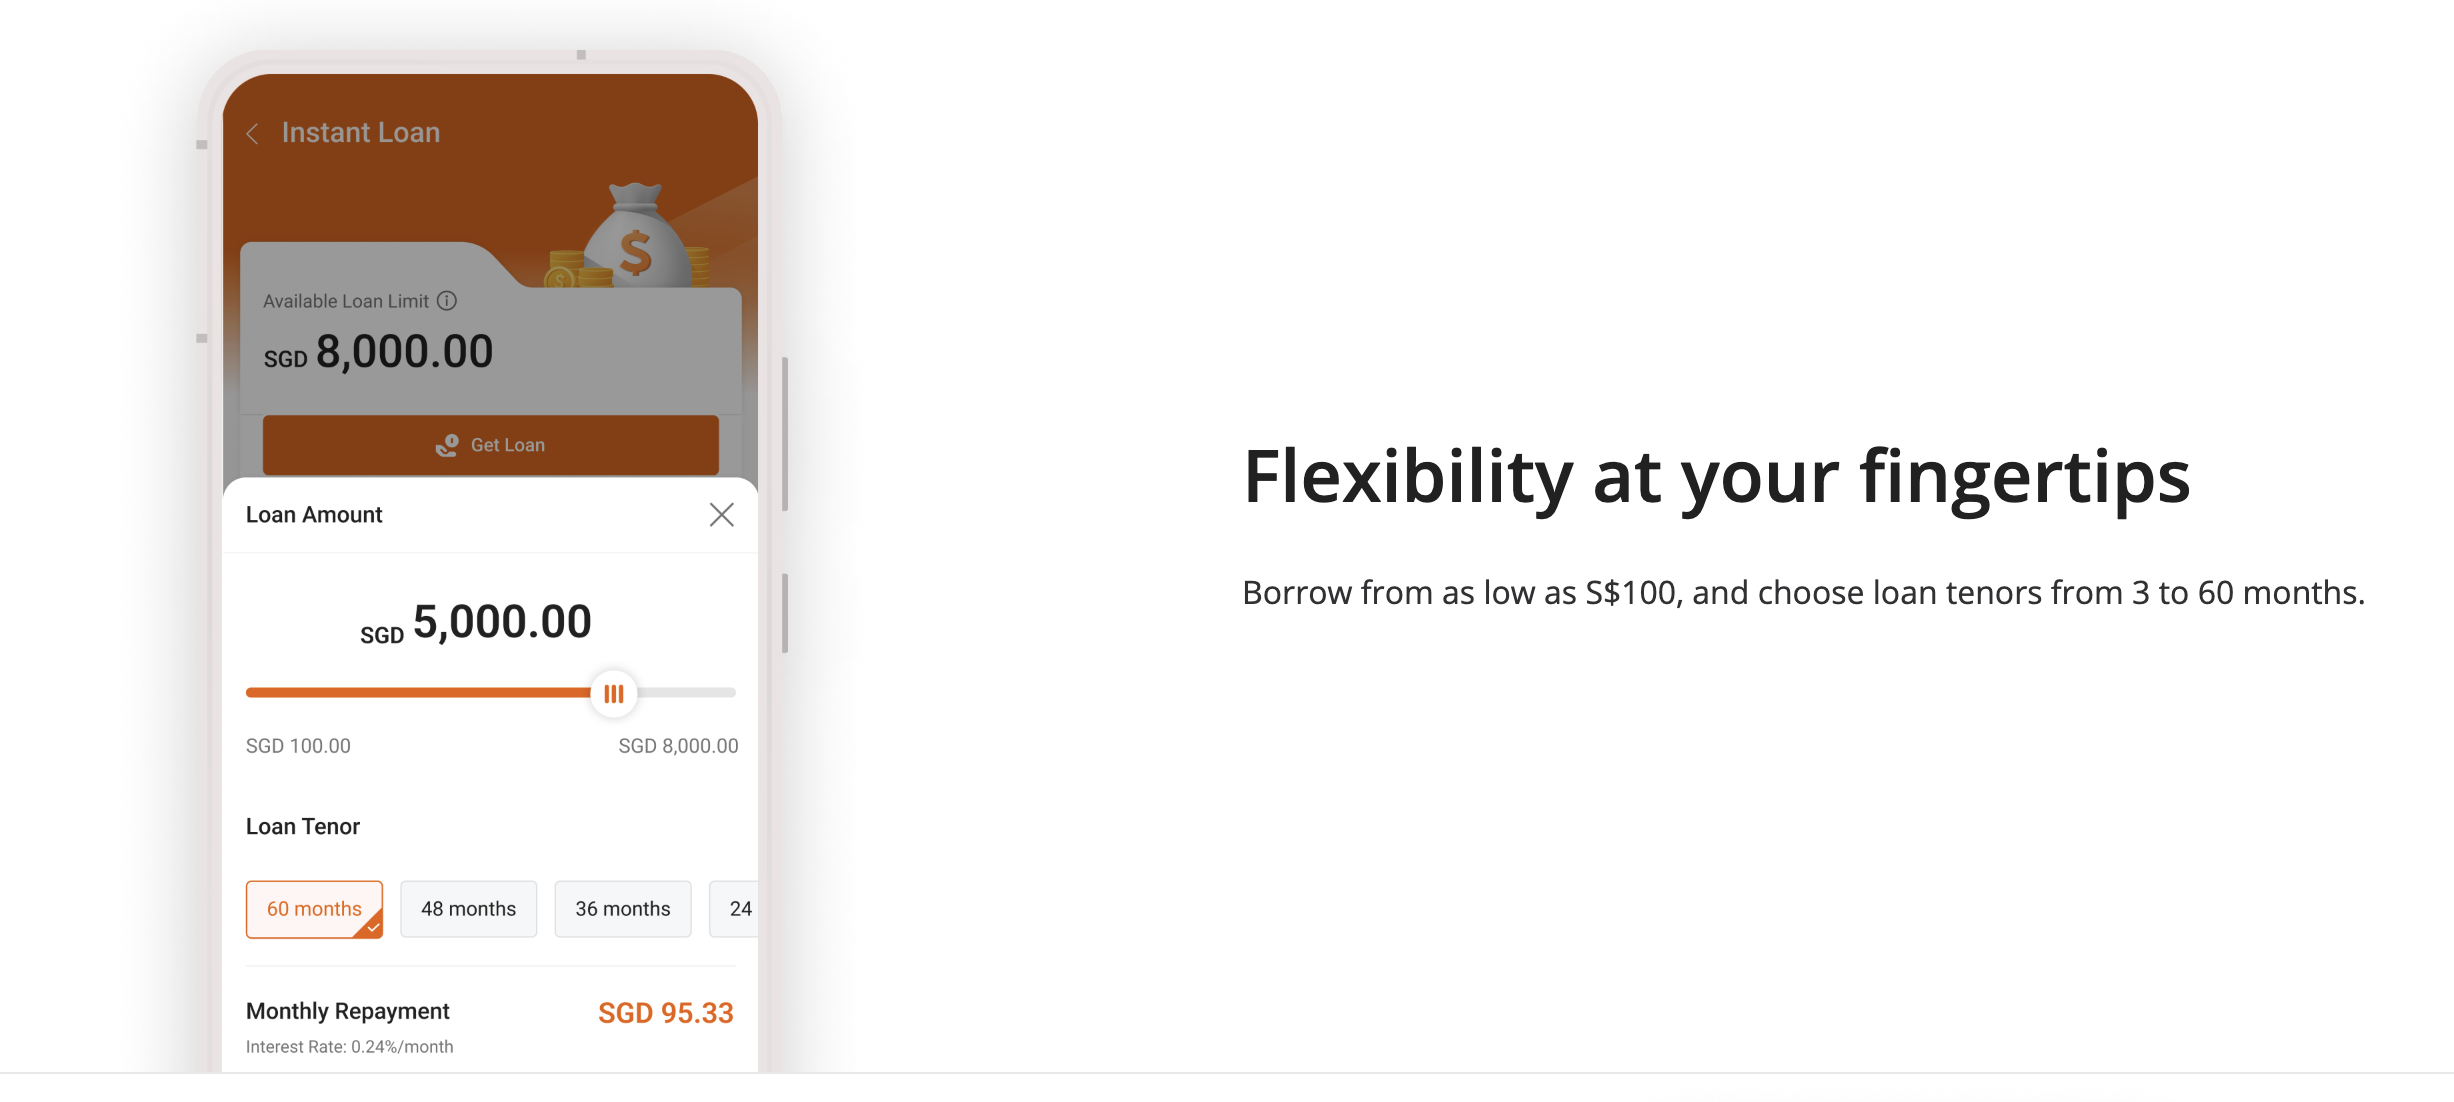 Instant Loan
$
$
Available Loan Limit
SGD 8,000.00
Get Loan
Loan Amount
SGD 5,000.00
SGD 100.00 SGD 8,000.00
Loan Tenor
60 months 48 months 36 months 24
Monthly Repayment SGD 95.33
Interest Rate: 0.24%/month
Flexibility at your fingertips
Borrow from as low as S$100, and choose loan tenors from 3 to 60 months.